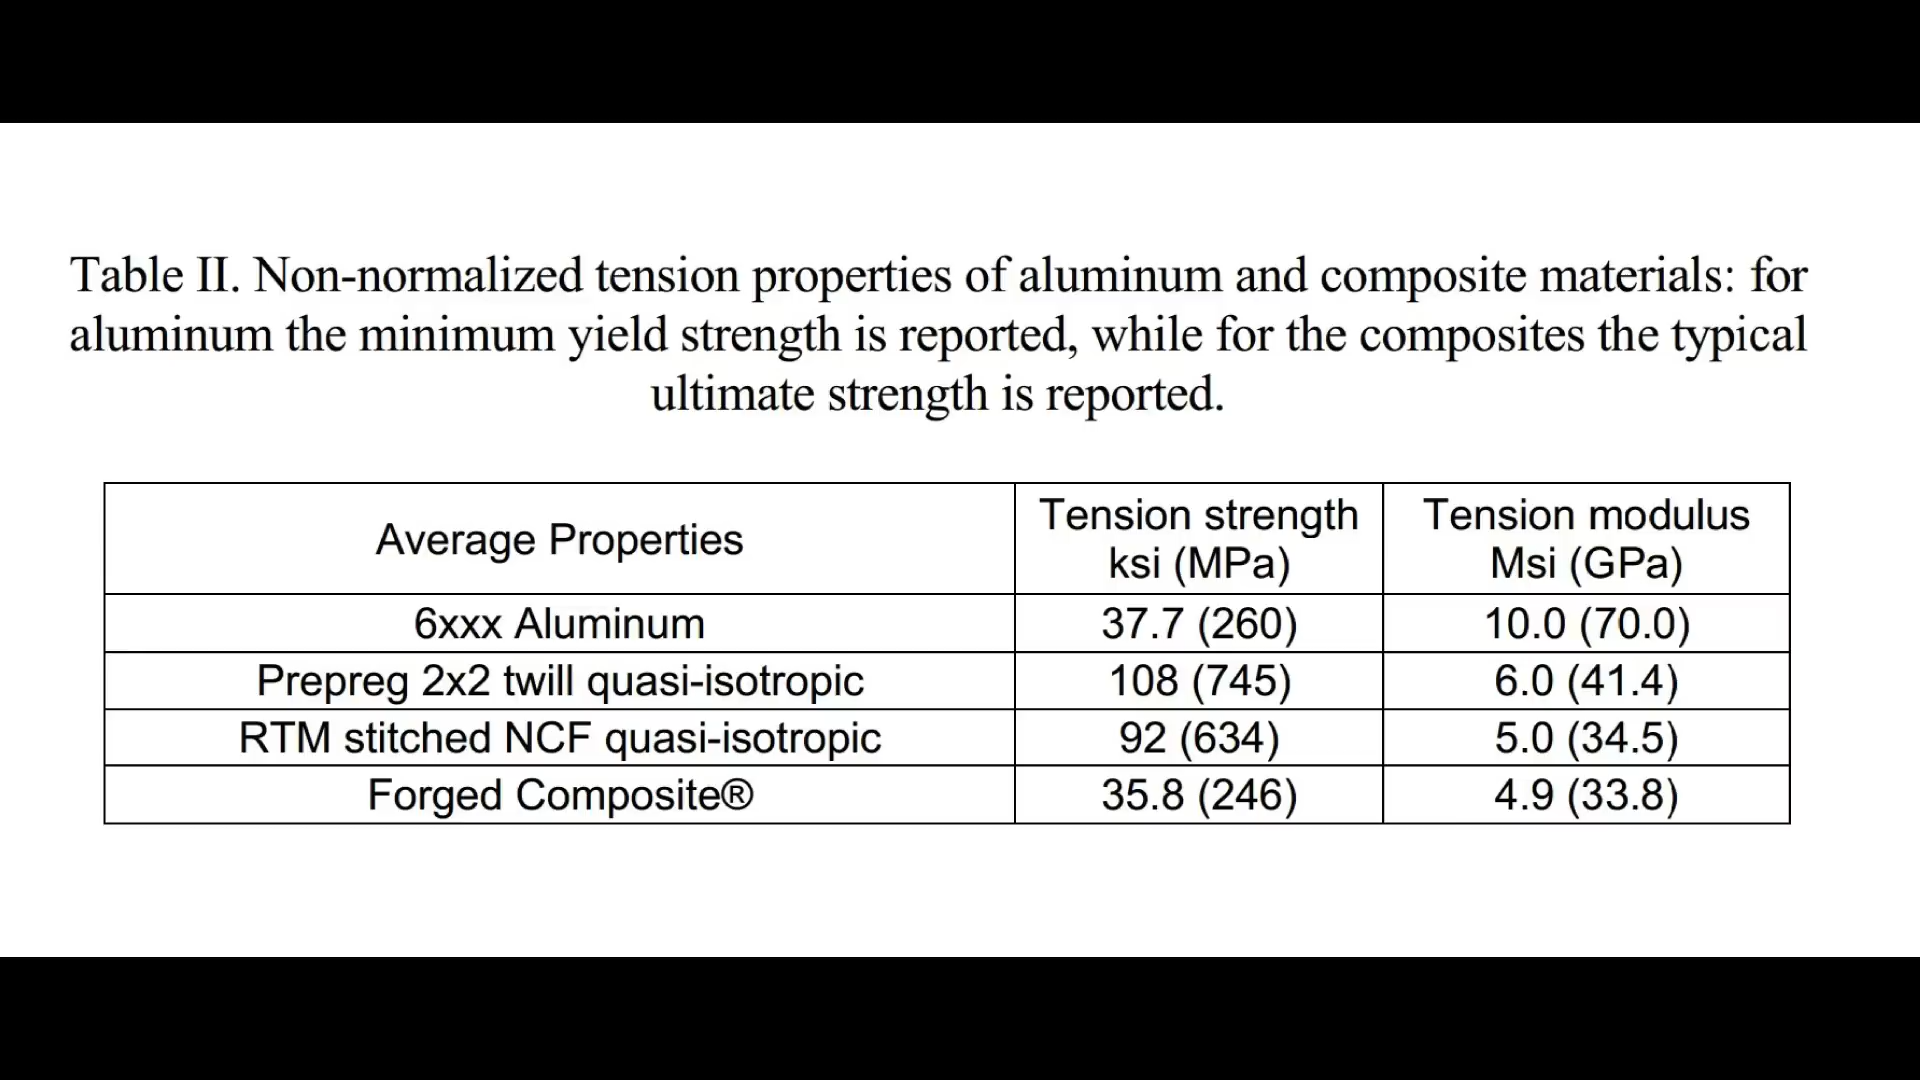 Table II. Non-normalized tension properties of aluminum and composite materials: for
aluminum the minimum yield strength is reported, while for the composites the typical
ultimate strength is reported.
Average Properties
Tension strength
ksi (MPa)
Tension modulus
Msi (GPa)
6xxx Aluminum 37.7 (260) 10.0 (70.0)
Prepreg 2x2 twill quasi-isotropic 108 (745) 6.0 (41.4)
RTM stitched NCF quasi-isotropic 92 (634) 5.0 (34.5)
Forged Composite® 35.8 (246) 4.9 (33.8)